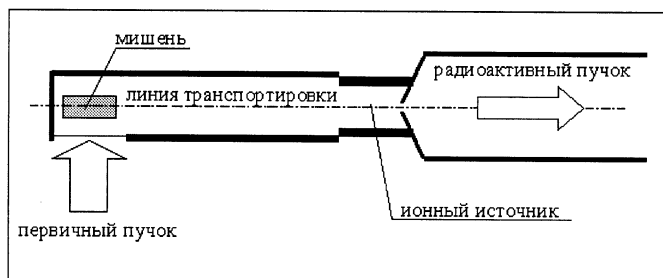 мишень
радиоактивный пучок
линия транспортировки
ионный источник
первичный пучок